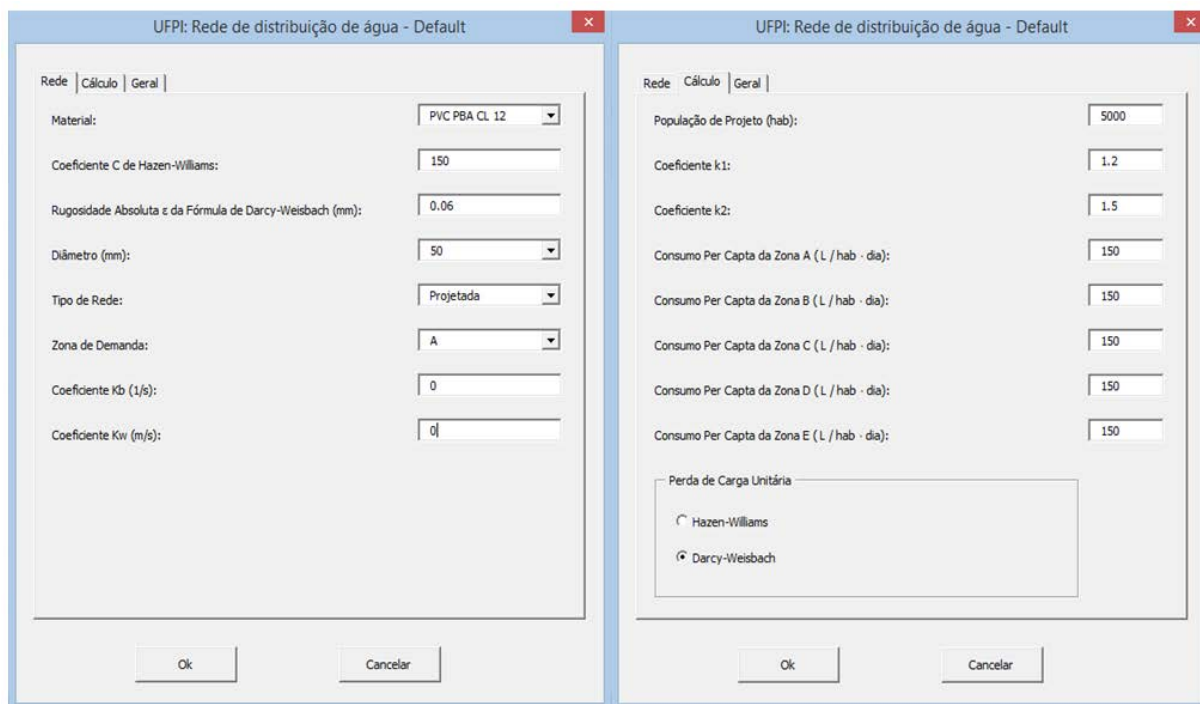 UFPI: Rede de distribuição de água - Default
Rede Cálculo Geral
Material: PVC PBA CL 12
Coeficiente C de Hazen-Williams: 150
Rugosidade Absoluta ε da Fórmula de Darcy-Weisbach (mm): 0.06
Diâmetro (mm): 50
Tipo de Rede: Projetada
Zona de Demanda: A
Coeficiente Kb (1/s): 0
Coeficiente Kw (m/s): 0
Ok Cancelar
UFPI: Rede de distribuição de água - Default
Rede Cálculo Geral
População de Projeto (hab): 5000
Coeficiente k1: 1.2
Coeficiente k2: 1.5
Consumo Per Capta da Zona A ( L / hab · dia): 150
Consumo Per Capta da Zona B ( L / hab · dia): 150
Consumo Per Capta da Zona C ( L / hab · dia): 150
Consumo Per Capta da Zona D ( L / hab · dia): 150
Consumo Per Capta da Zona E ( L / hab · dia): 150
Perda de Carga Unitária
Hazen-Williams
Darcy-Weisbach
Ok Cancelar